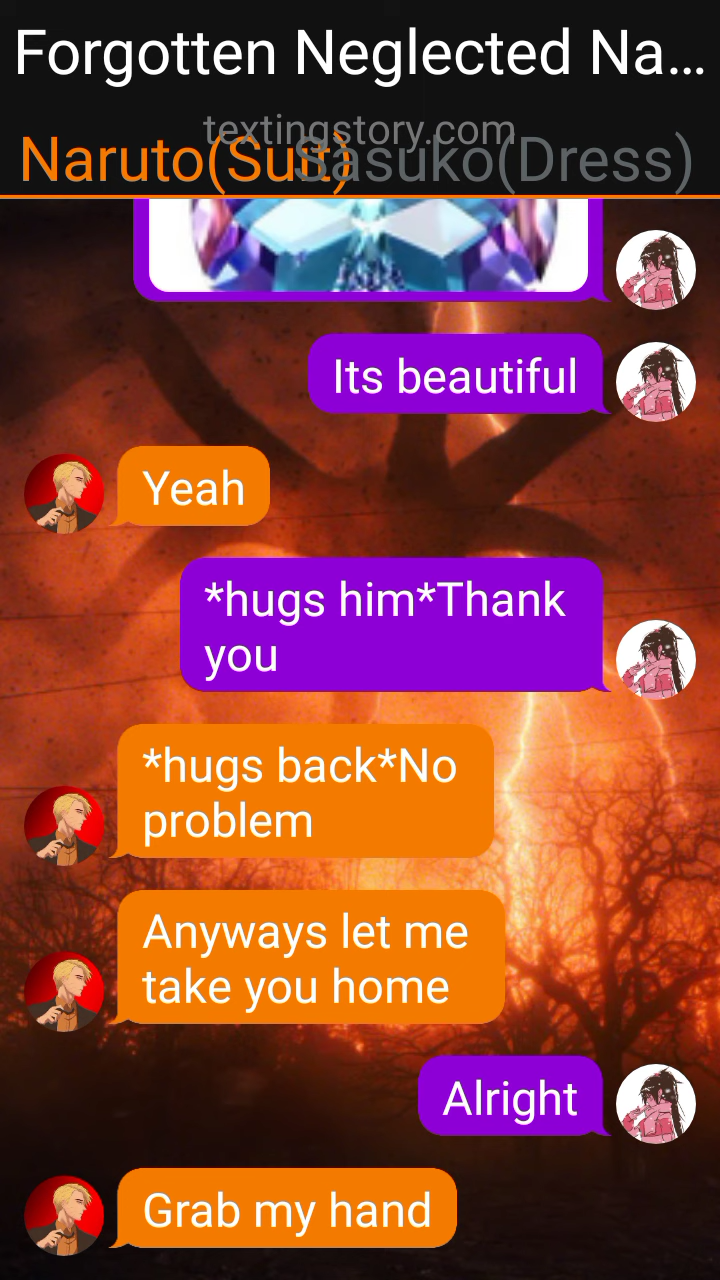 Forgotten Neglected Na...
textingstory.com
Naruto(Suit)
Sasuko(Dress)
Its beautiful
Yeah
*hugs him*Thank
you
*hugs back*No
problem
Anyways let me
take you home
Alright
Grab my hand